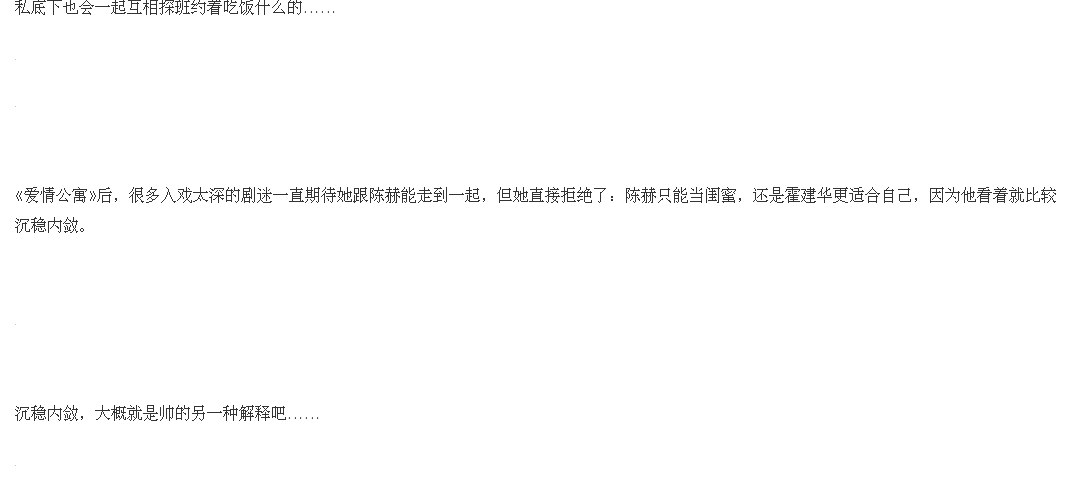 私底下也会一起互相探班约着吃饭什么的……
《爱情公寓》后，很多入戏太深的剧迷一直期待她跟陈赫能走到一起，但她直接拒绝了：陈赫只能当闺蜜，还是霍建华更适合自己，因为他看着就比较
沉稳内敛。
沉稳内敛，大概就是帅的另一种解释吧……